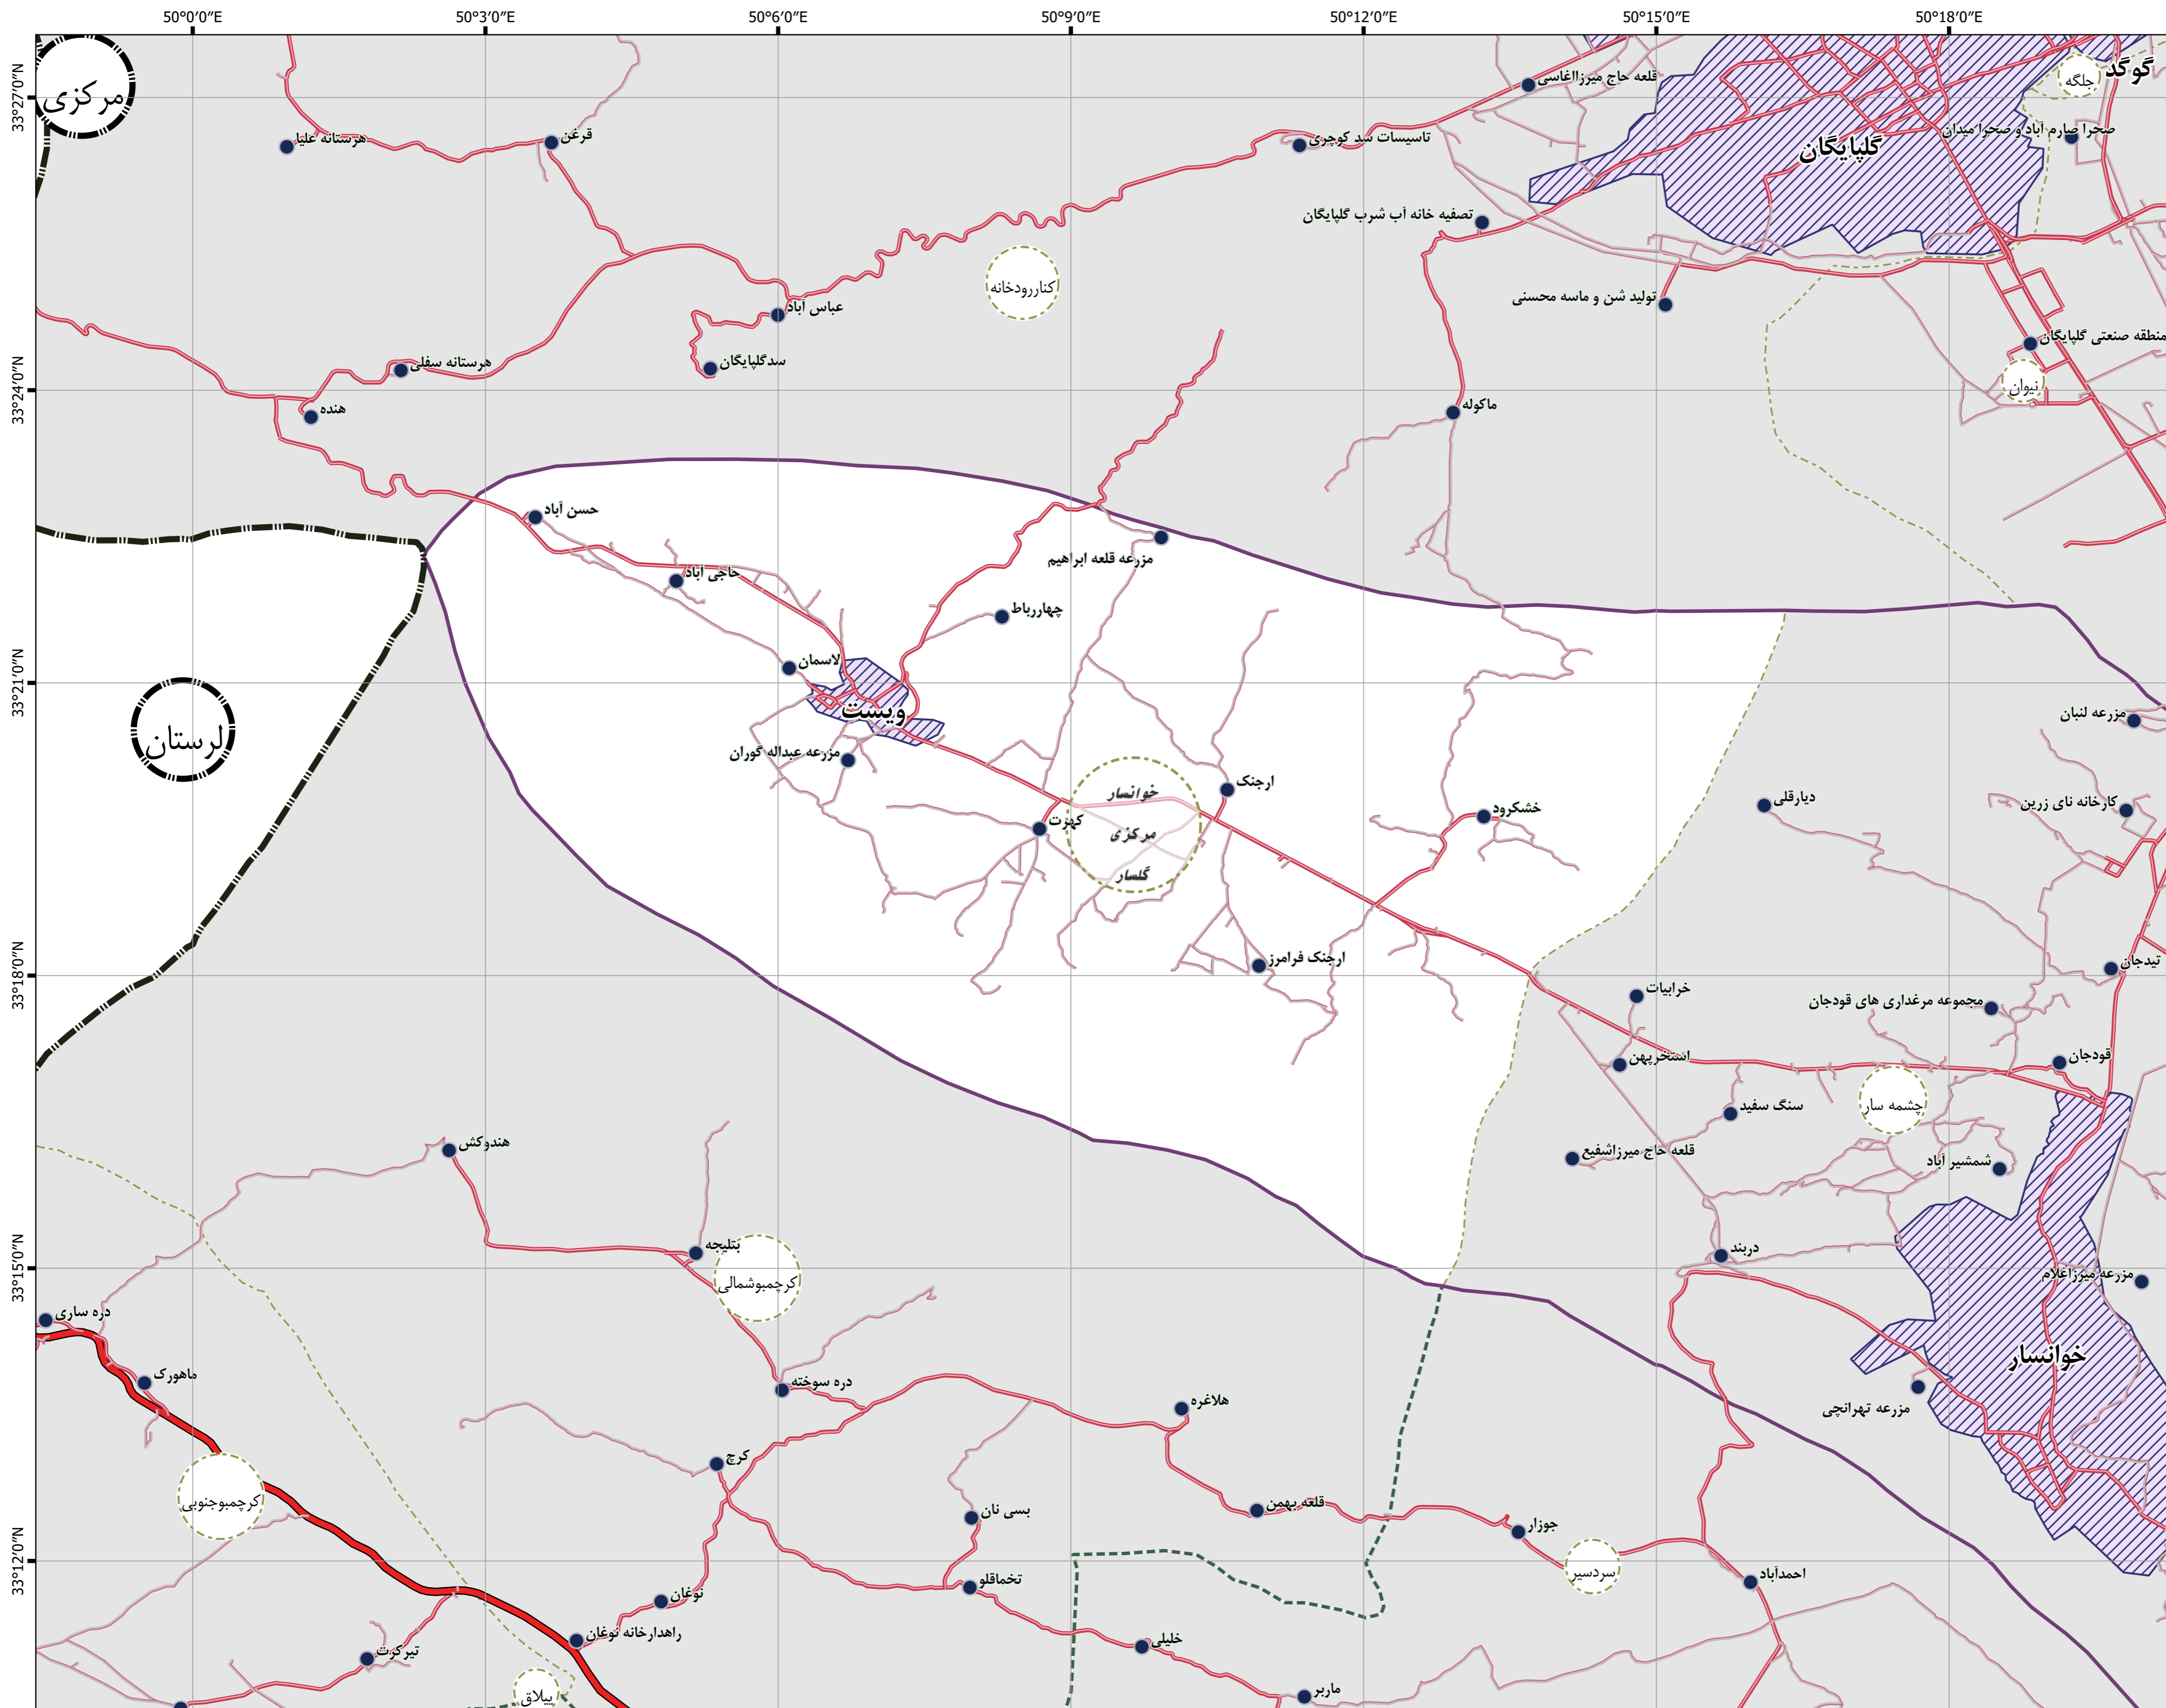 50°0'0"E
50°3'0"E
50°6'0"E
50°9'0"E
50°12'0"E
50°15'0"E
50°18'0"E
33°27'0"N
33°24'0"N
33°21'0"N
33°18'0"N
33°15'0"N
33°12'0"N
مرکزی
گوگد
جلگه
قلعه حاج میرزااغاسی
هرستانه علیا
قرغن
تاسیسات سد کوچری
گلپایگان
صحرا صارم آباد و صحرا میدان
تصفیه خانه آب شرب گلپایگان
کناررودخانه
تولید شن و ماسه محسنی
عباس آباد
منطقه صنعتی گلپایگان
سدگلپایگان
هرستانه سفلی
نیوان
هنده
ماکوله
حسن آباد
مزرعه قلعه ابراهیم
حاجی آباد
چهاررباط
لاسمان
ویست
مزرعه لنبان
لرستان
مزرعه عبداله گوران
ارجنک
خوانسار
مرکزی
گلسار
کهرت
خشکرود
دیارقلی
کارخانه نای زرین
ارجنک فرامرز
تیدجان
خرابیات
مجموعه مرغداری های قودجان
استخرپهن
قودجان
چشمه سار
سنگ سفید
قلعه حاج میرزاشفیع
شمشیر آباد
هندوکش
بتلیجه
کرچمبوشمالی
دربند
مزرعه میرزاعلام
دره ساری
خوانسار
ماهورک
دره سوخته
هلاغره
مزرعه تهرانچی
کرچ
کرچمبوجنوبی
بسی نان
قلعه بهمن
جوزار
سردسیر
احمدآباد
تخماقلو
نوغان
راهدارخانه نوغان
خلیلی
تیرکرت
ییلاق
ماربر